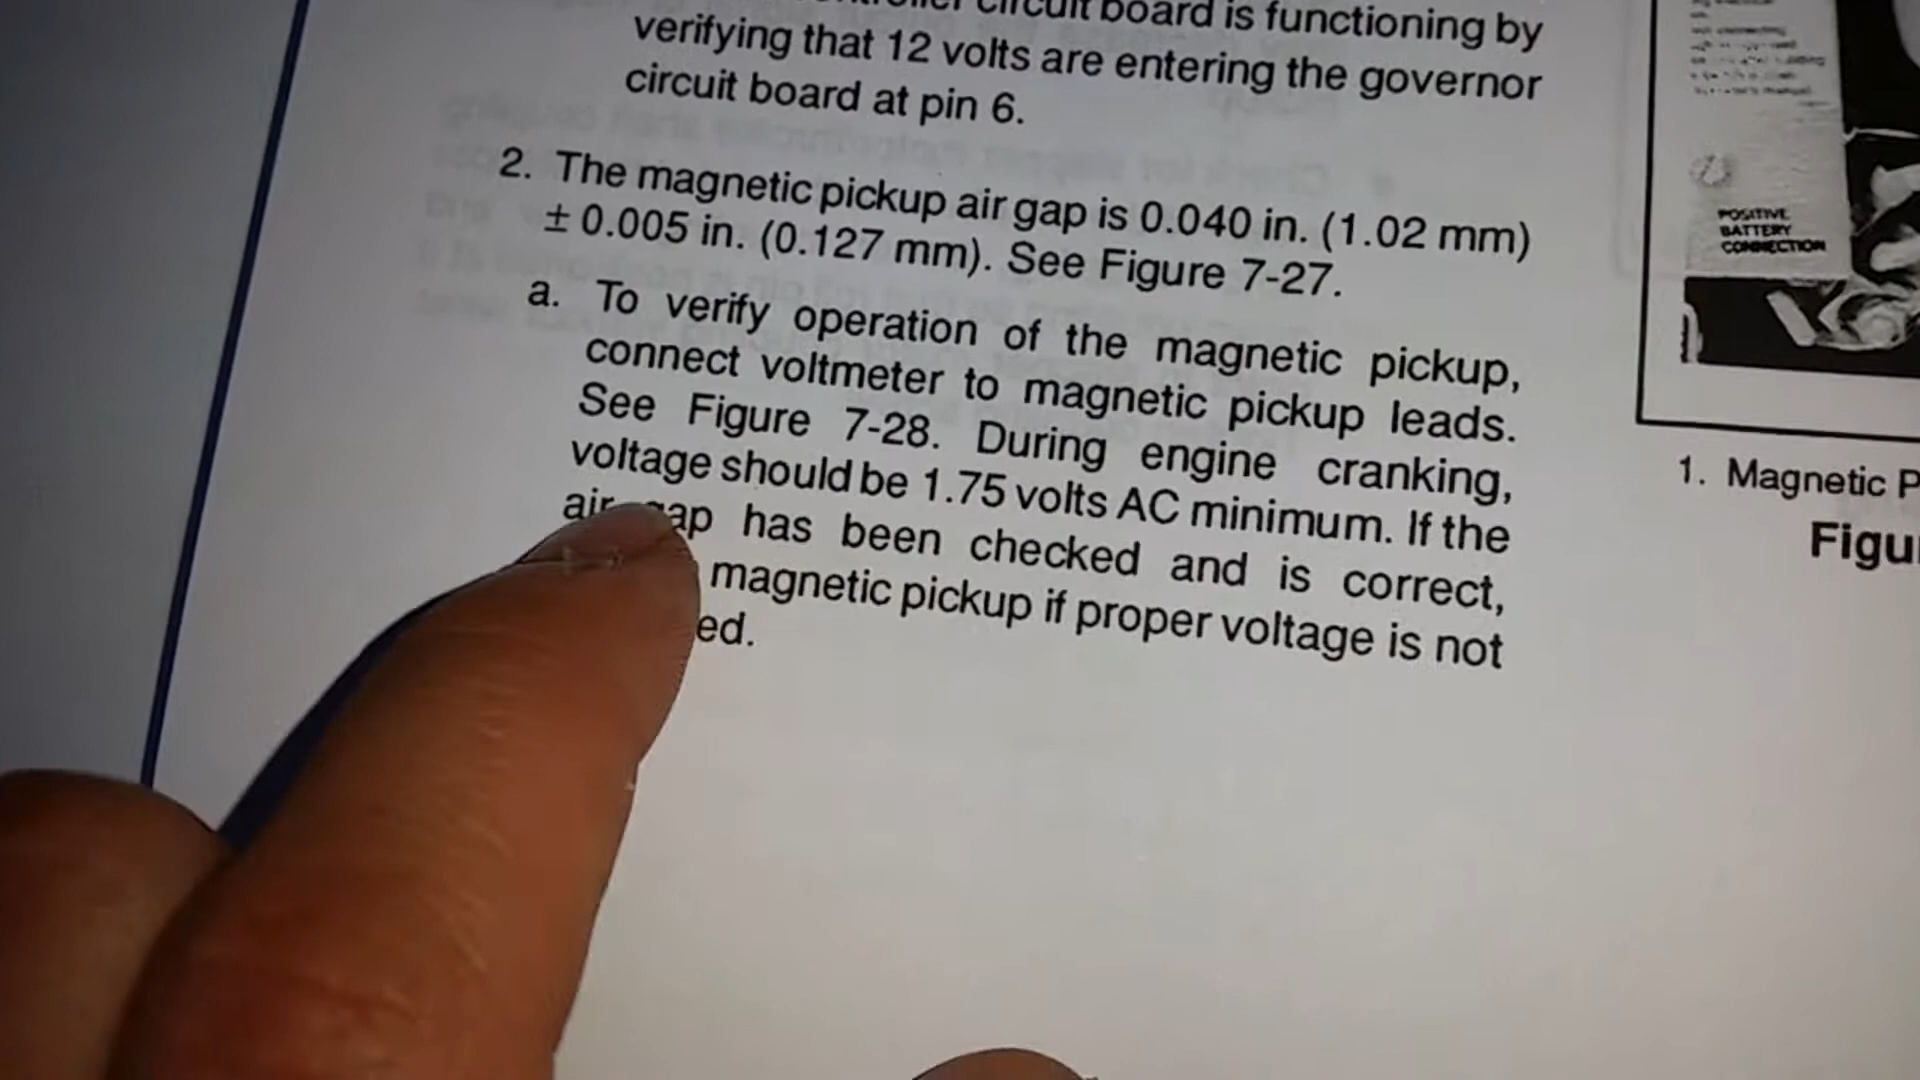 circuit board is functioning by
verifying that 12 volts are entering the governor
circuit board at pin 6.
2. The magnetic pickup air gap is 0.040 in. (1.02 mm)
± 0.005 in. (0.127 mm). See Figure 7-27.
a. To verify operation of the magnetic pickup,
connect voltmeter to magnetic pickup leads.
See Figure 7-28. During engine cranking,
voltage should be 1.75 volts AC minimum. If the
air gap has been checked and is correct,
magnetic pickup if proper voltage is not
ed.
POSITIVE
BATTERY
CONNECTION
1. Magnetic P
Figu